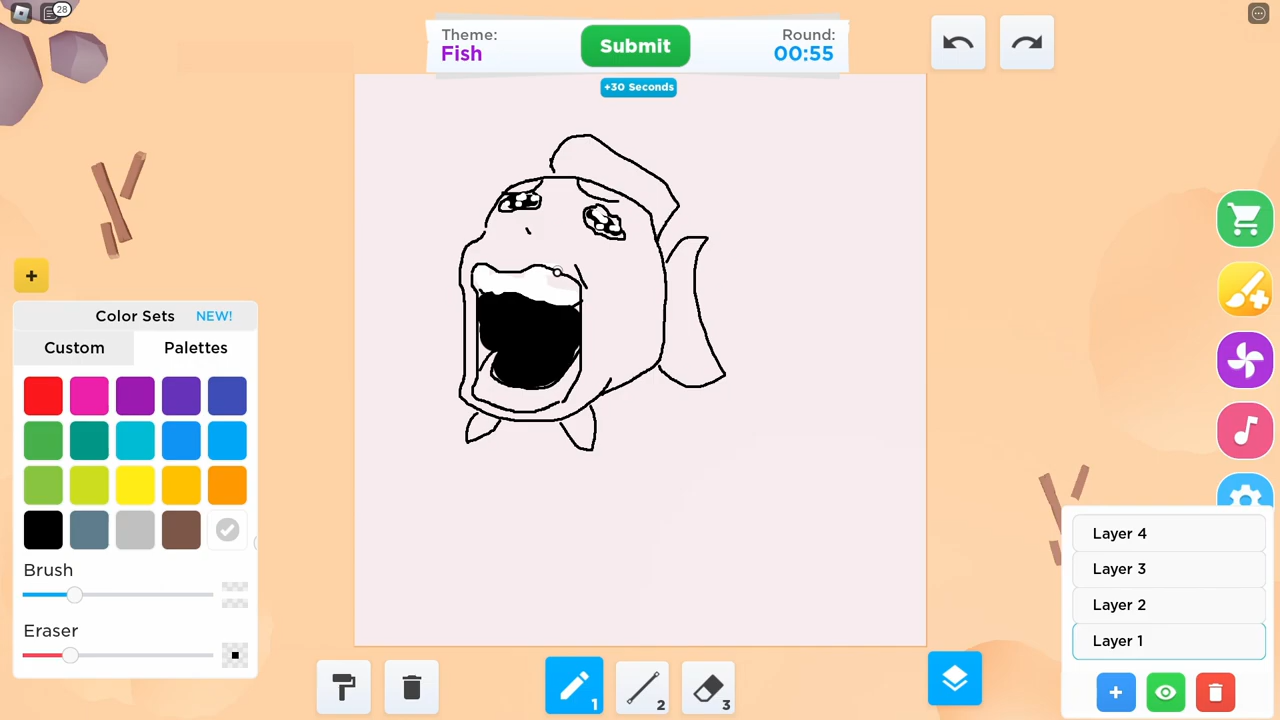 28
Theme:
Fish
Submit
Round:
00:55
+30 Seconds
+
Color Sets NEW!
Custom Palettes
Brush
Eraser
Layer 4
Layer 3
Layer 2
Layer 1
1
2
3
+